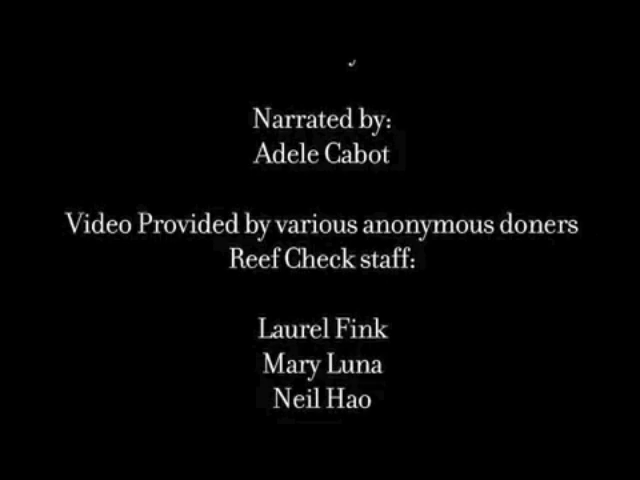 Narrated by:
Adele Cabot
Video Provided by various anonymous doners
Reef Check staff:
Laurel Fink
Mary Luna
Neil Hao